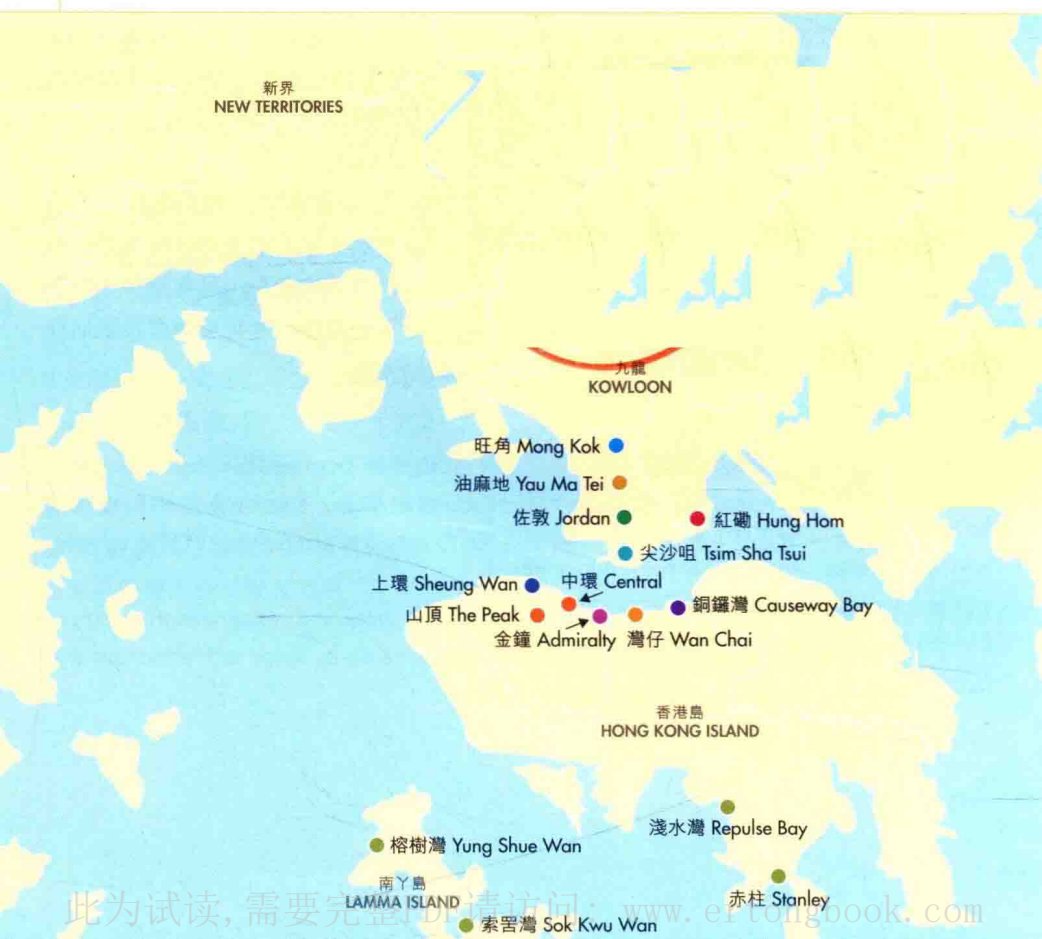 新界
NEW TERRITORIES
九龍
KOWLOON
旺角 Mong Kok
油麻地 Yau Ma Tei
佐敦 Jordan
紅磡 Hung Hom
尖沙咀 Tsim Sha Tsui
上環 Sheung Wan
中環 Central
山頂 The Peak
銅鑼灣 Causeway Bay
金鐘 Admiralty
灣仔 Wan Chai
香港島
HONG KONG ISLAND
淺水灣 Repulse Bay
榕樹灣 Yung Shue Wan
南丫島
LAMMA ISLAND
赤柱 Stanley
索罟灣 Sok Kwu Wan
此为试读,需要完整PDF请访问: www.ertongbook.com